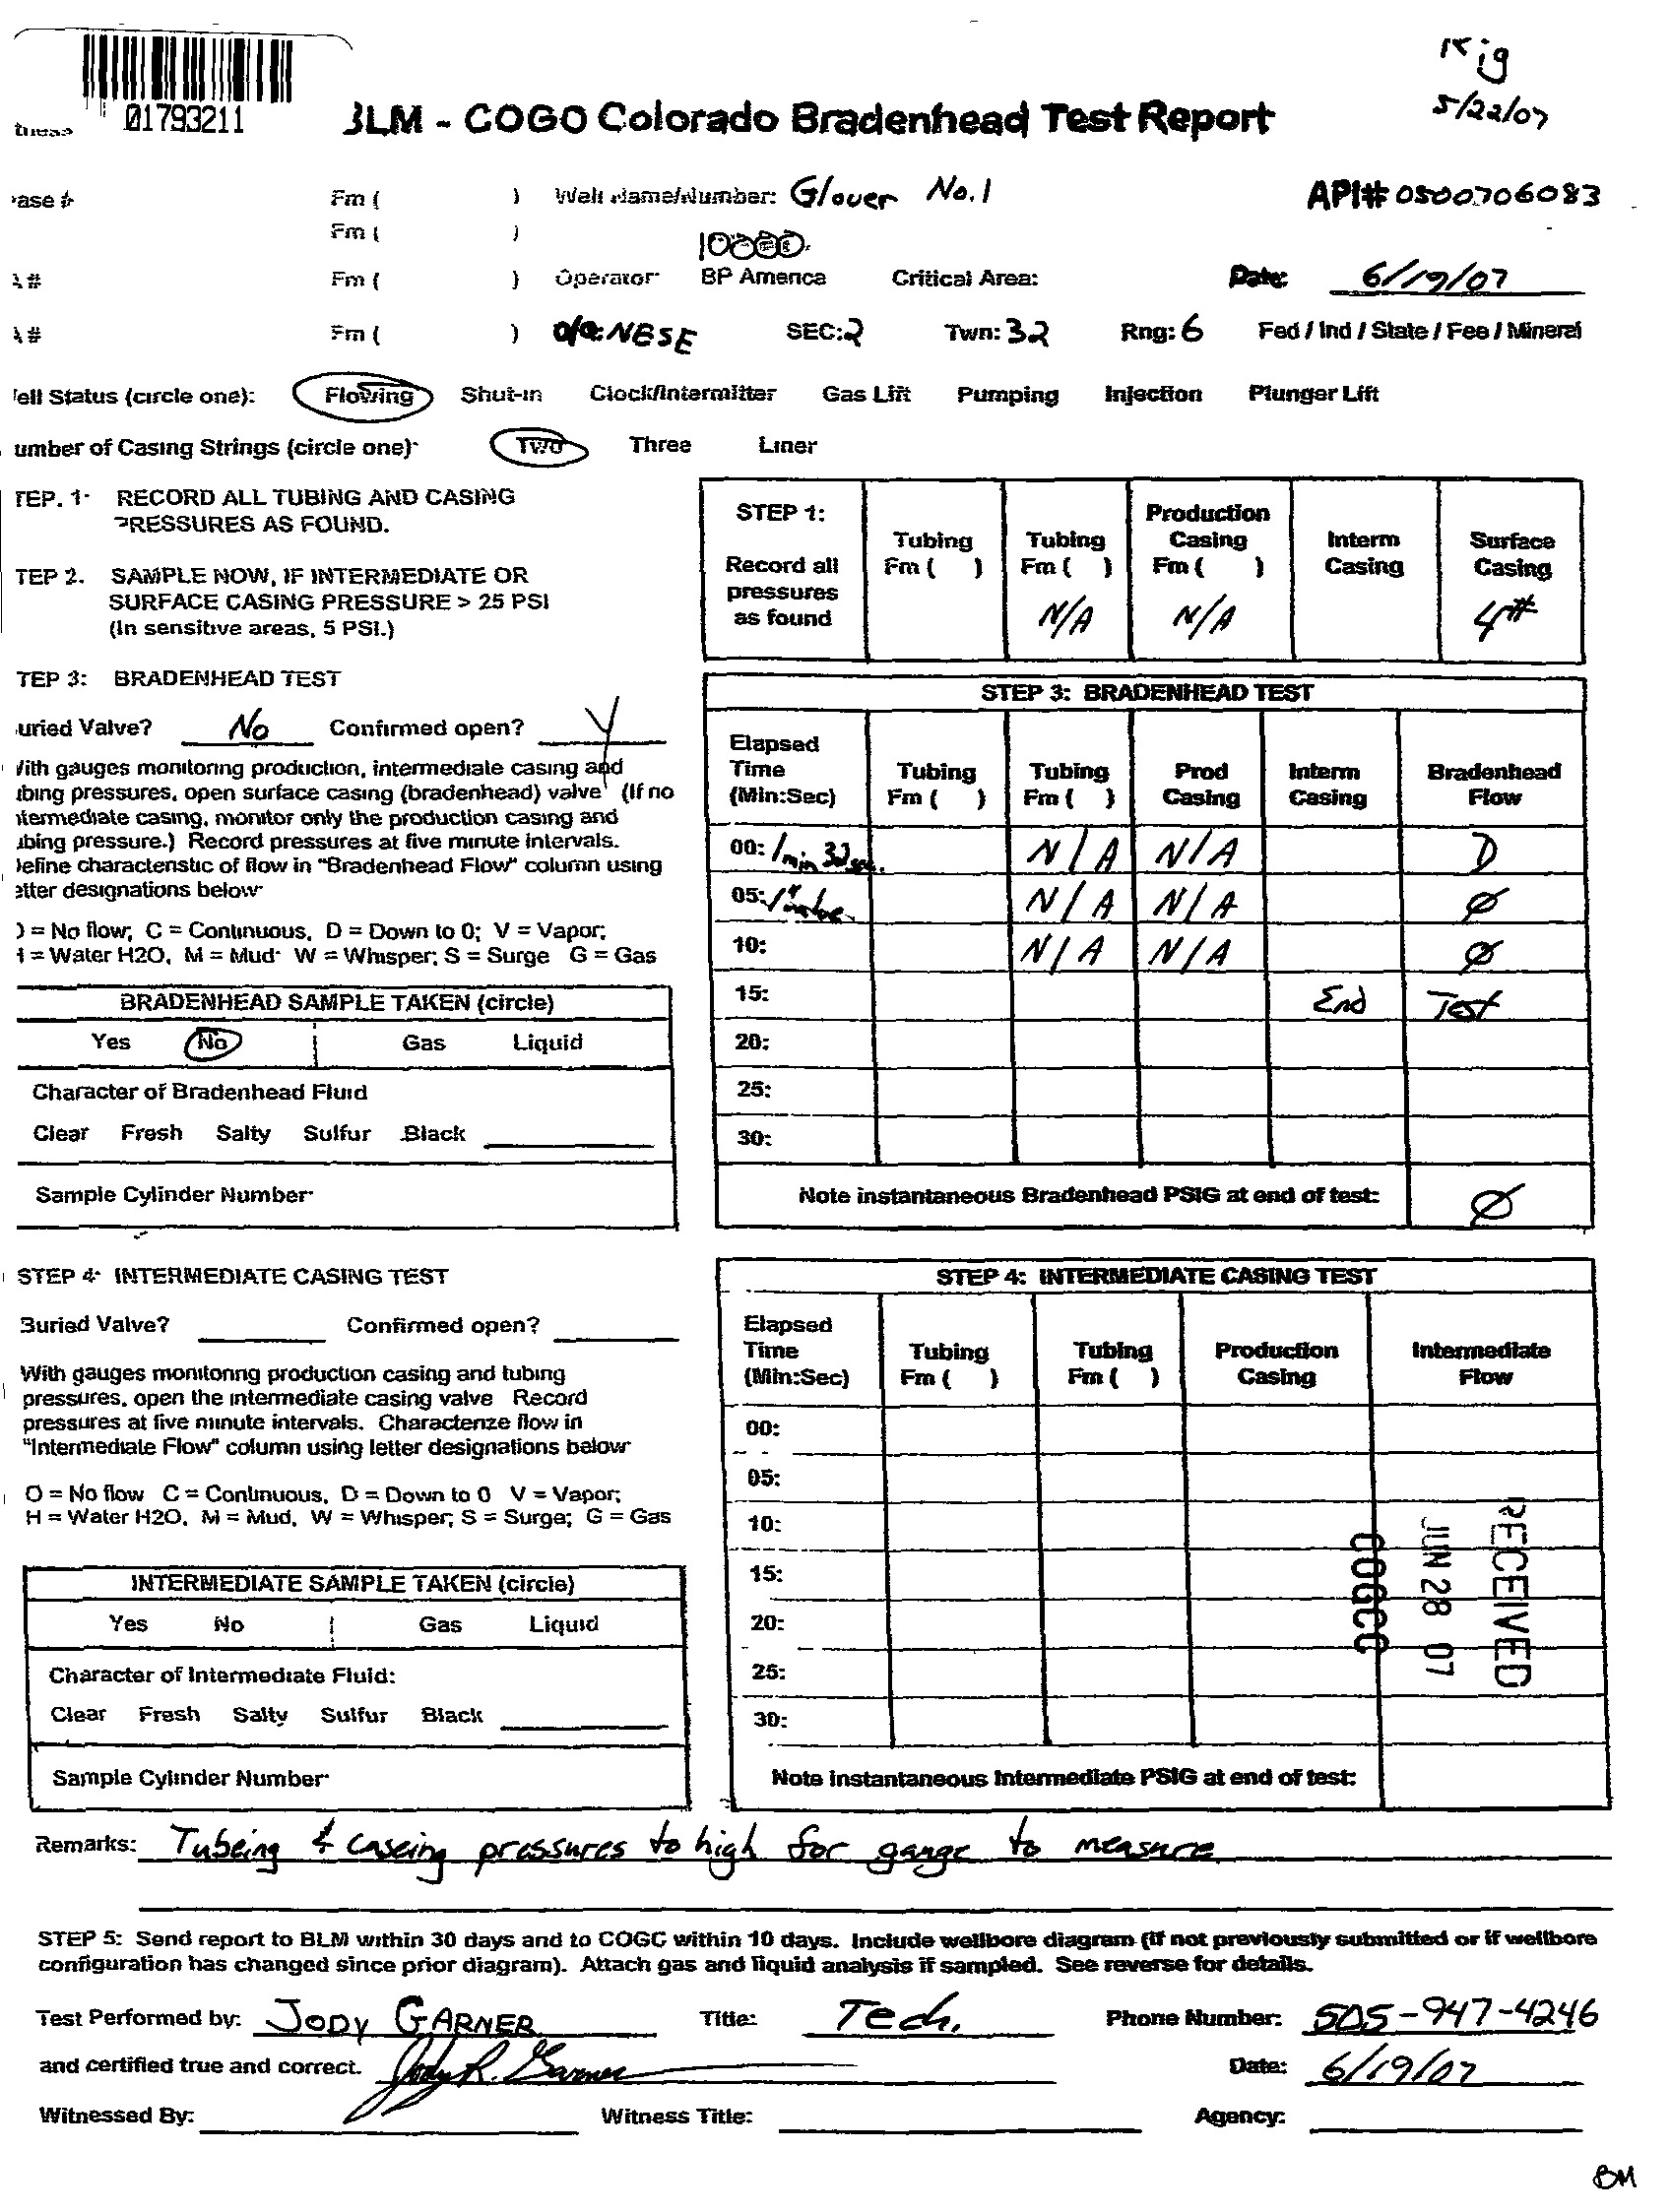 01793211
Rig
5/22/07
BLM - COGO Colorado Bradenhead Test Report
ase # Fm ( ) Well Name/Number: Glover No.1 API# 0500706083
Fm ( )
A # Fm ( ) Operator: BP America Critical Area: Date: 6/19/07
A # Fm ( ) NESE SEC:2 Twn: 32 Rng: 6 Fed / Ind / State / Fee / Mineral
ell Status (circle one): Flowing Shut-in Clock/Intermitter Gas Lift Pumping Injection Plunger Lift
umber of Casing Strings (circle one) Two Three Liner
TEP. 1: RECORD ALL TUBING AND CASING
PRESSURES AS FOUND.
TEP 2. SAMPLE NOW, IF INTERMEDIATE OR
SURFACE CASING PRESSURE > 25 PSI
(In sensitive areas, 5 PSI.)
STEP 1:
Record all
pressures
as found
Tubing
Fm ( )
Tubing
Fm ( )
N/A
Production
Casing
Fm ( )
N/A
Interm
Casing
Surface
Casing
4#
TEP 3: BRADENHEAD TEST
uried Valve? No Confirmed open? Y
With gauges monitoring production, intermediate casing and
ubing pressures, open surface casing (bradenhead) valve (If no
ntermediate casing, monitor only the production casing and
ubing pressure.) Record pressures at five minute intervals.
Define characteristic of flow in "Bradenhead Flow" column using
etter designations below
O = No flow; C = Continuous, D = Down to 0; V = Vapor;
H = Water H2O, M = Mud W = Whisper; S = Surge G = Gas
BRADENHEAD SAMPLE TAKEN (circle)
Yes No Gas Liquid
Character of Bradenhead Fluid
Clear Fresh Salty Sulfur Black
Sample Cylinder Number
STEP 3: BRADENHEAD TEST
Elapsed
Time
(Min:Sec)
Tubing
Fm ( )
Tubing
Fm ( )
Prod
Casing
Interm
Casing
Bradenhead
Flow
00: 1 min 32 sec. N/A N/A D
05: N/A N/A Ø
10: N/A N/A Ø
15: End Test
20:
25:
30:
Note instantaneous Bradenhead PSIG at end of test: Ø
STEP 4: INTERMEDIATE CASING TEST
Buried Valve? Confirmed open?
With gauges monitoring production casing and tubing
pressures, open the intermediate casing valve Record
pressures at five minute intervals. Characterize flow in
"Intermediate Flow" column using letter designations below
O = No flow C = Continuous, D = Down to 0 V = Vapor;
H = Water H2O, M = Mud, W = Whisper; S = Surge; G = Gas
INTERMEDIATE SAMPLE TAKEN (circle)
Yes No Gas Liquid
Character of Intermediate Fluid:
Clear Fresh Salty Sulfur Black
Sample Cylinder Number
STEP 4: INTERMEDIATE CASING TEST
Elapsed
Time
(Min:Sec)
Tubing
Fm ( )
Tubing
Fm ( )
Production
Casing
Intermediate
Flow
00:
05:
10:
15:
20:
25:
30:
RECEIVED
JUN 28 07
COGCC
Note instantaneous Intermediate PSIG at end of test:
Remarks: Tubeing & caseing pressures to high for gauge to measure
STEP 5: Send report to BLM within 30 days and to COGC within 10 days. Include wellbore diagram (if not previously submitted or if wellbore
configuration has changed since prior diagram). Attach gas and liquid analysis if sampled. See reverse for details.
Test Performed by: JODY GARNER Title: Tech. Phone Number: 505-947-4246
and certified true and correct. Jody R. Garner Date: 6/19/07
Witnessed By: Witness Title: Agency:
BM